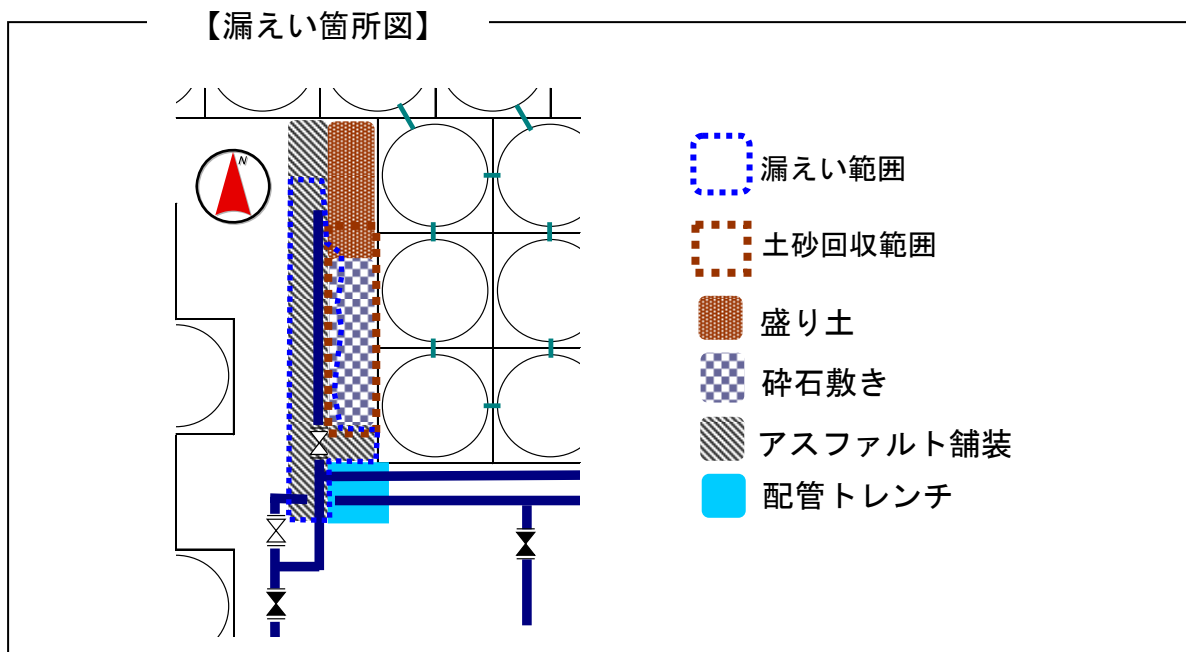 【漏えい箇所図】
N
漏えい範囲
土砂回収範囲
盛り土
砕石敷き
アスファルト舗装
配管トレンチ